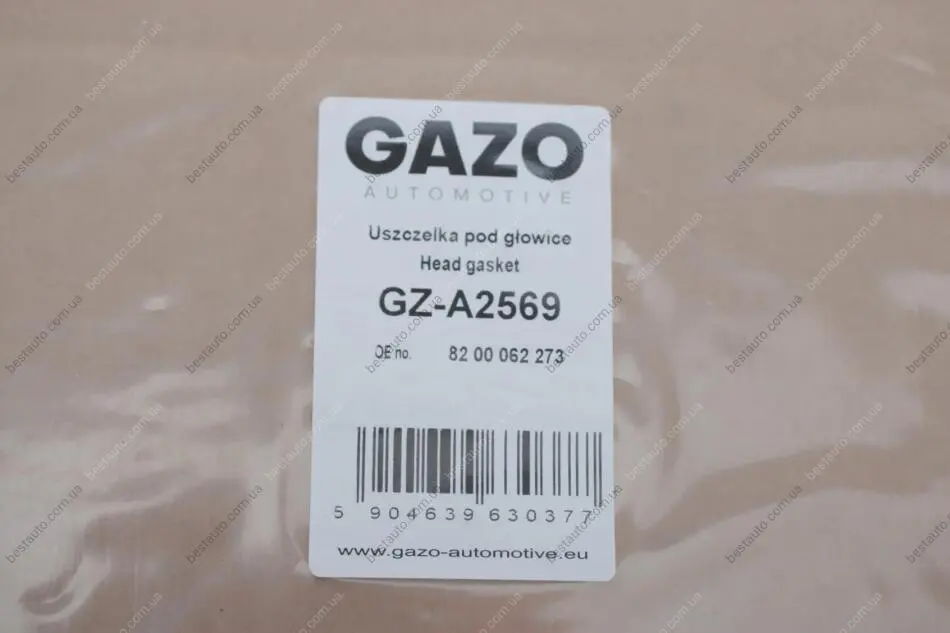 GAZO
AUTOMOTIVE
Uszczelka pod głowice
Head gasket
GZ-A2569
OE no. 82 00 062 273
5 904639 630377
www.gazo-automotive.eu
bestauto.com.ua